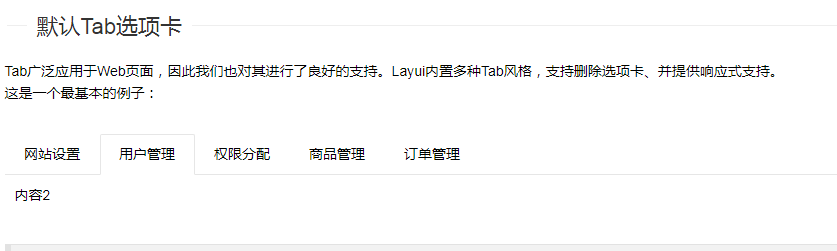 默认Tab选项卡
Tab广泛应用于Web页面，因此我们也对其进行了良好的支持。Layui内置多种Tab风格，支持删除选项卡、并提供响应式支持。
这是一个最基本的例子：
网站设置 用户管理 权限分配 商品管理 订单管理
内容2